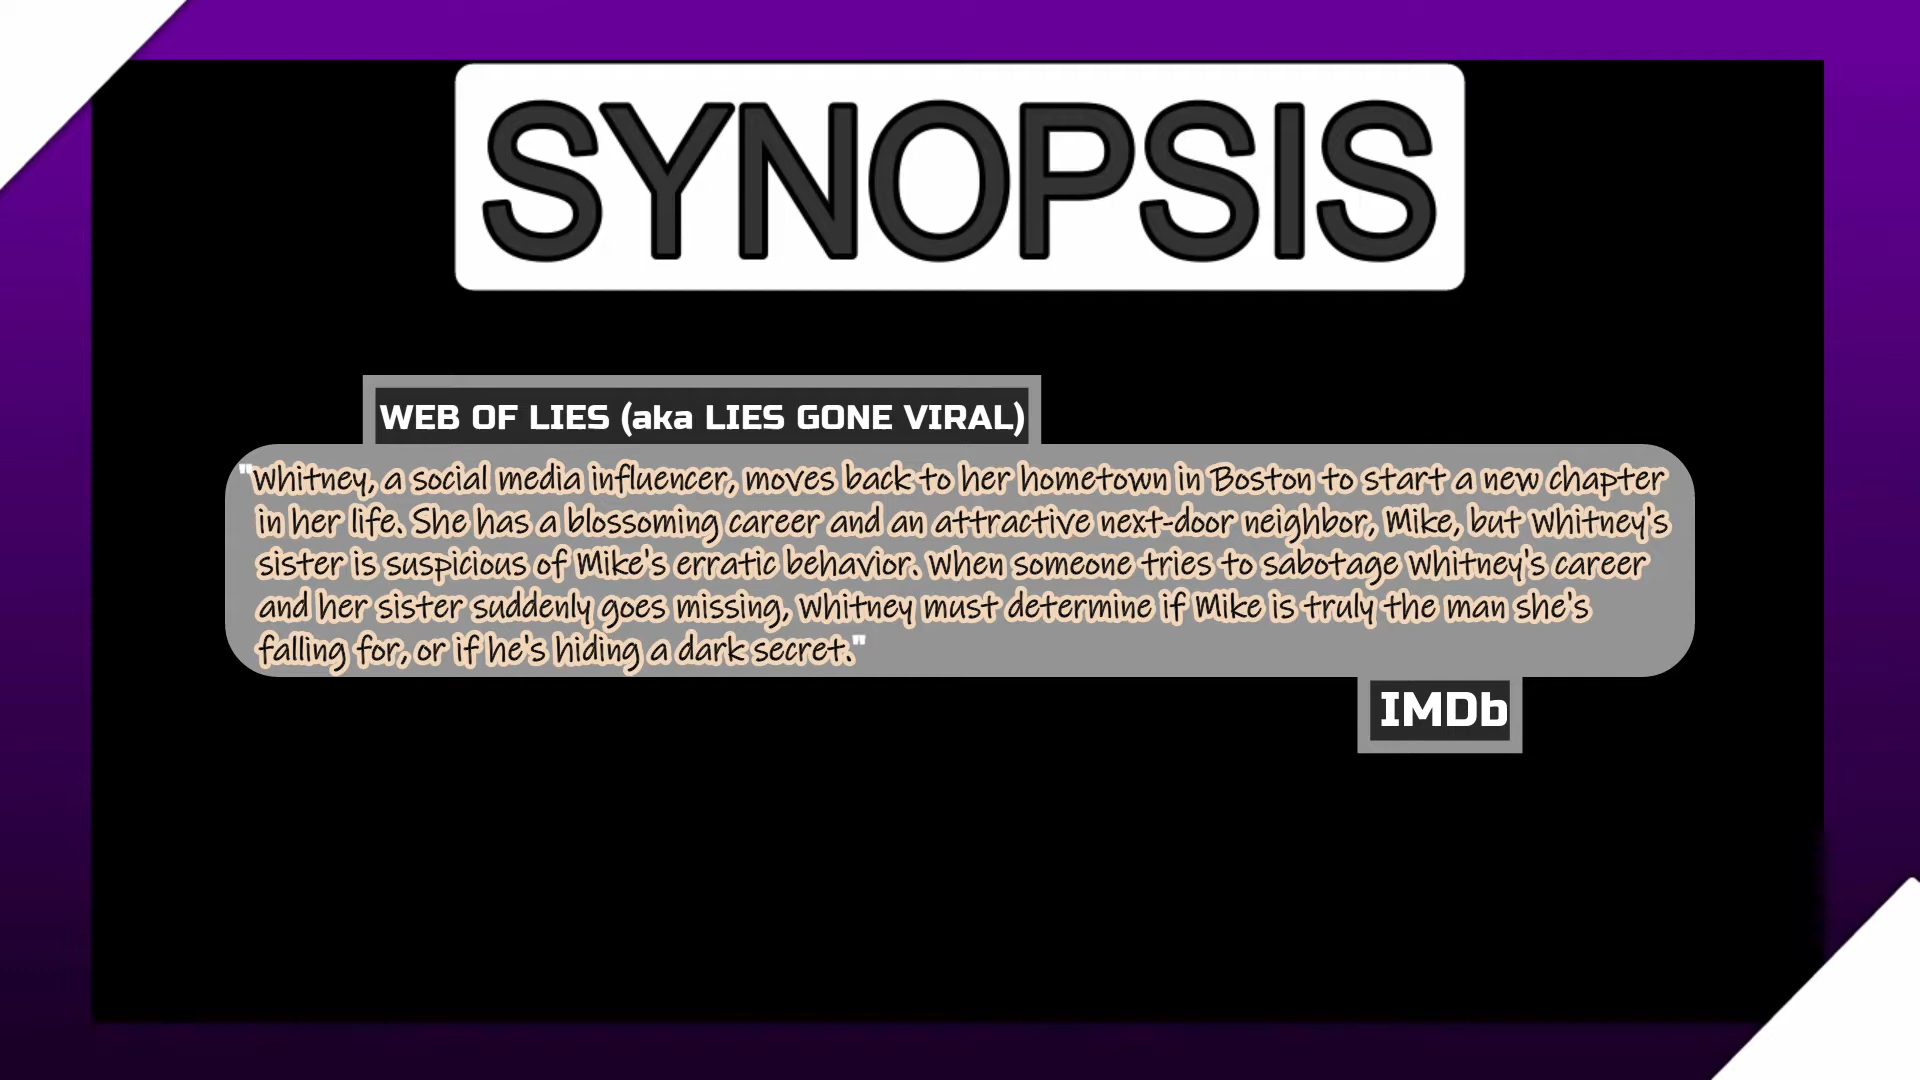 SYNOPSIS
WEB OF LIES (aka LIES GONE VIRAL)
"Whitney, a social media influencer, moves back to her hometown in Boston to start a new chapter
in her life. She has a blossoming career and an attractive next-door neighbor, Mike, but Whitney's
sister is suspicious of Mike's erratic behavior. When someone tries to sabotage Whitney's career
and her sister suddenly goes missing, Whitney must determine if Mike is truly the man she's
falling for, or if he's hiding a dark secret."
IMDb